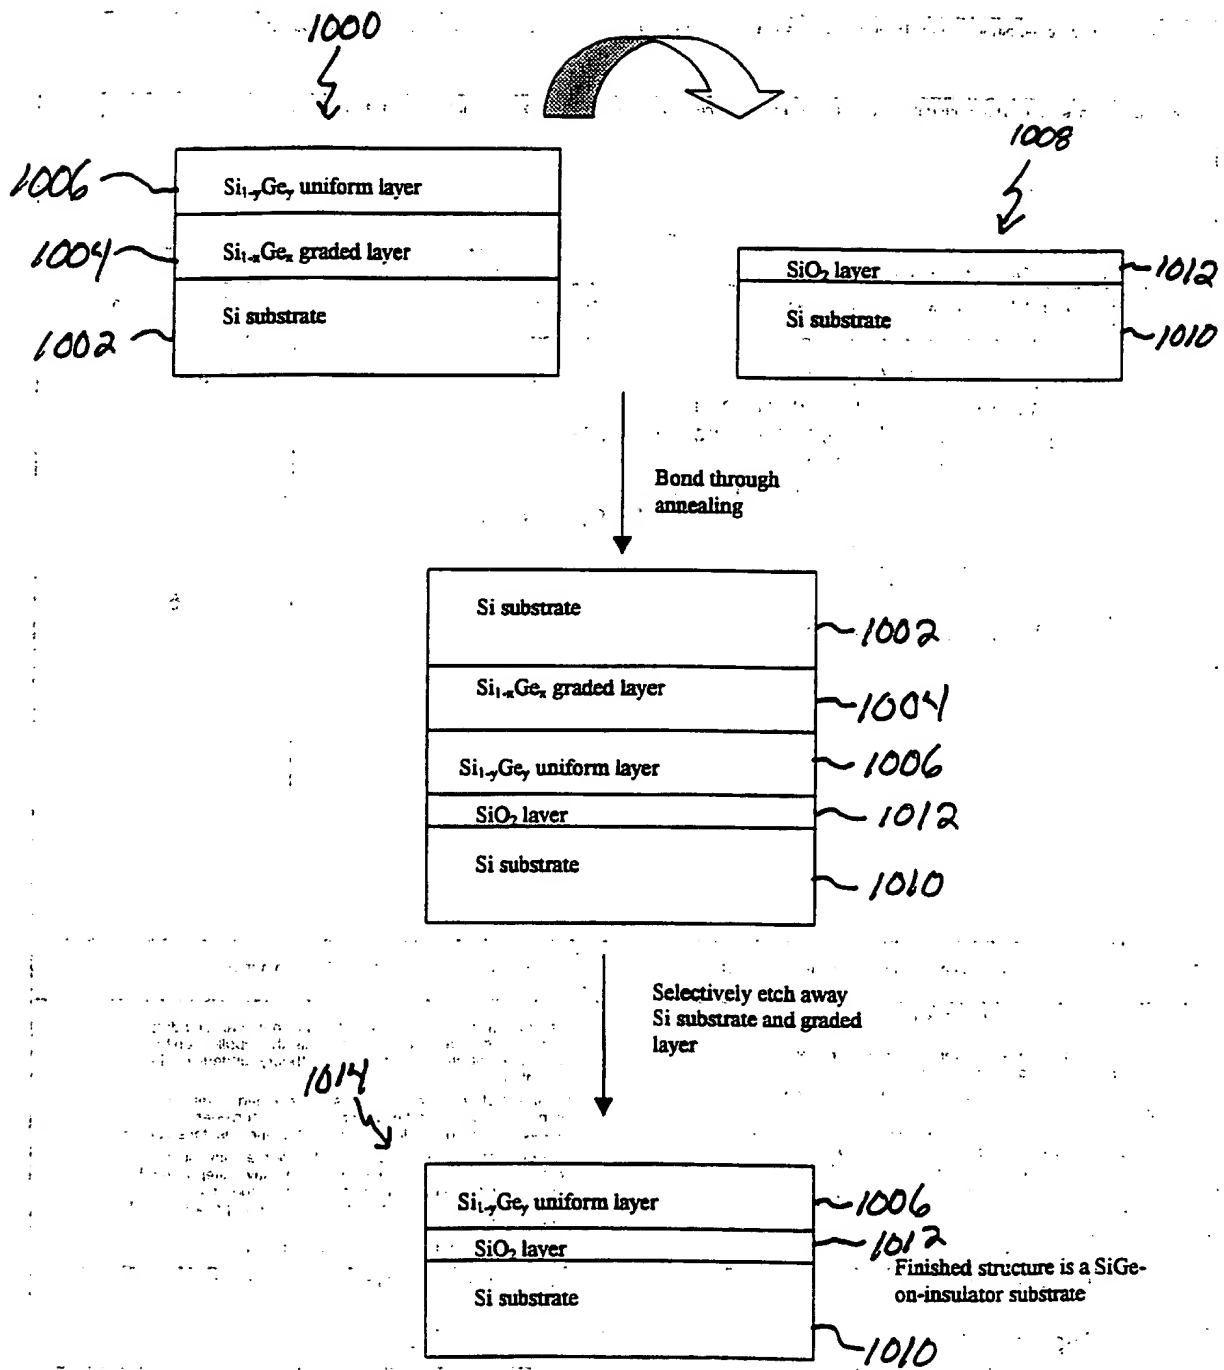 1000
1008
1006
Si₁₋ᵧGeᵧ uniform layer
1004
Si₁₋ₓGeₓ graded layer
SiO₂ layer
1012
1002
Si substrate
Si substrate
1010
Bond through
annealing
Si substrate
1002
Si₁₋ₓGeₓ graded layer
1004
Si₁₋ᵧGeᵧ uniform layer
1006
SiO₂ layer
1012
Si substrate
1010
Selectively etch away
Si substrate and graded
layer
1014
Si₁₋ᵧGeᵧ uniform layer
1006
SiO₂ layer
1012
Finished structure is a SiGe-
on-insulator substrate
Si substrate
1010